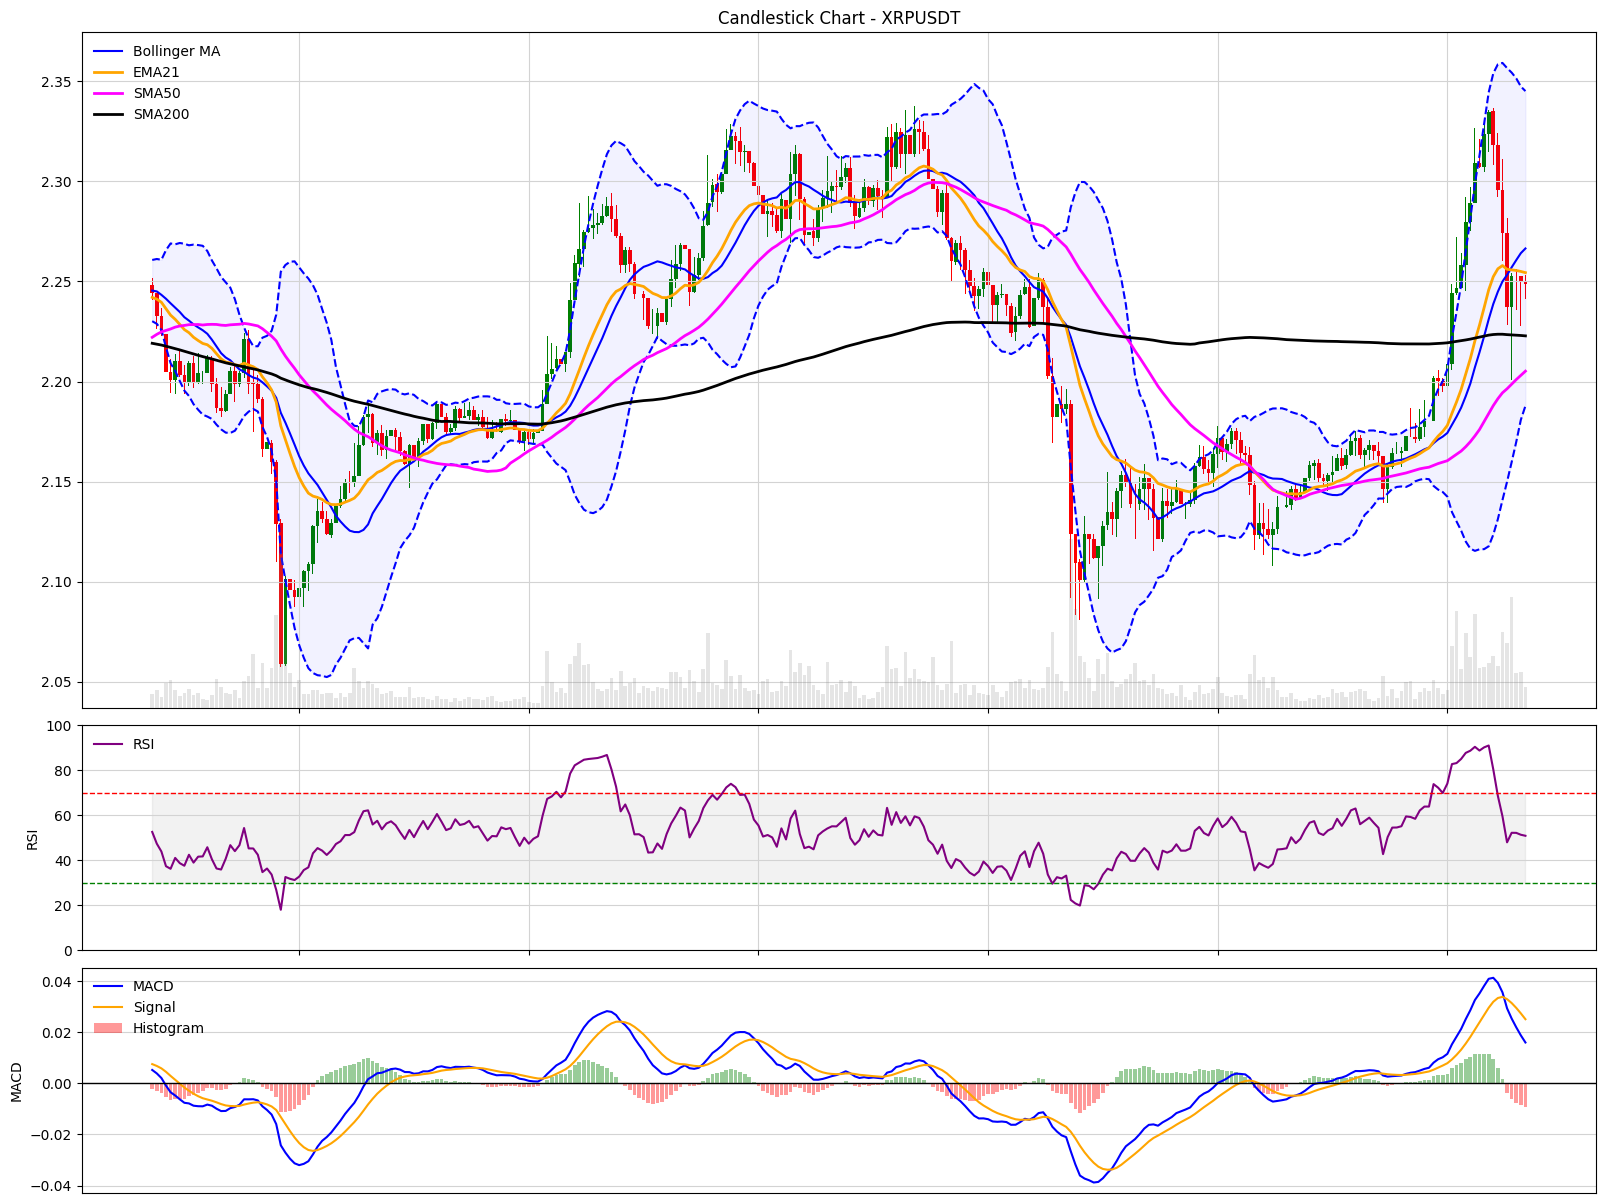 Candlestick Chart - XRPUSDT
Bollinger MA
EMA21
SMA50
SMA200
2.35
2.30
2.25
2.20
2.15
2.10
2.05
RSI
100
80
60
40
20
0
RSI
MACD
Signal
Histogram
0.04
0.02
0.00
−0.02
−0.04
MACD